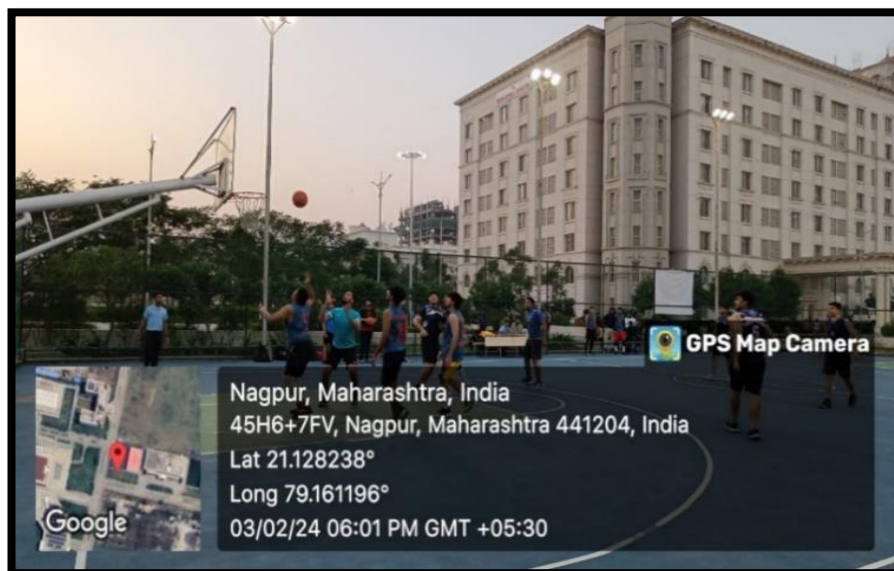 GPS Map Camera
Nagpur, Maharashtra, India
45H6+7FV, Nagpur, Maharashtra 441204, India
Lat 21.128238°
Long 79.161196°
03/02/24 06:01 PM GMT +05:30
Google